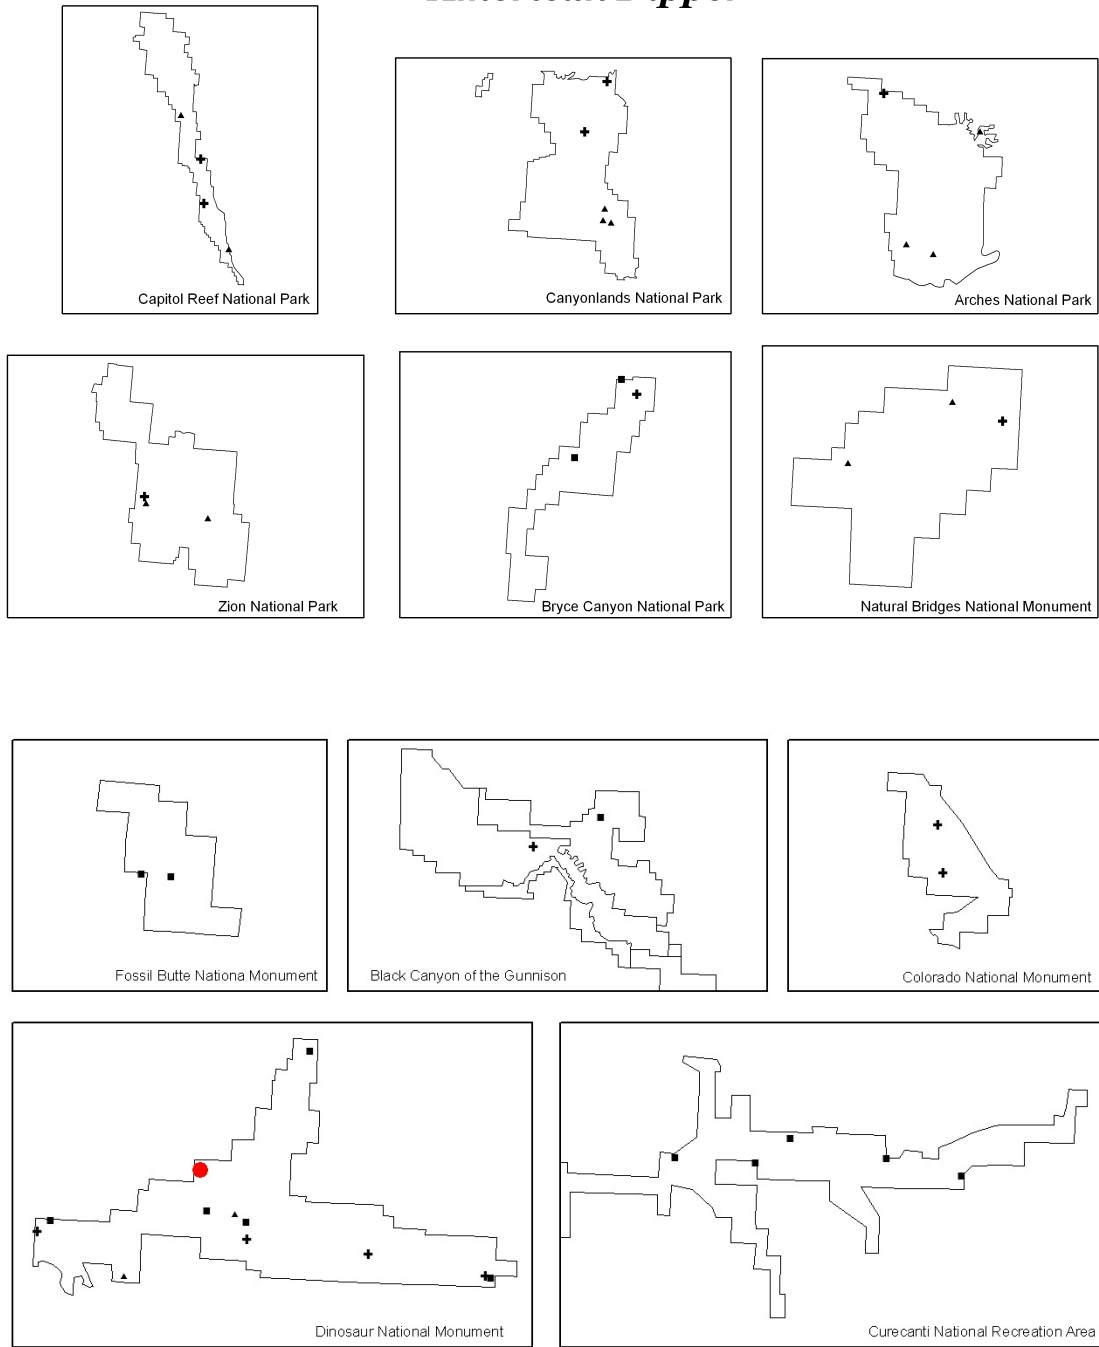 American Dipper
Capitol Reef National Park
Canyonlands National Park
Arches National Park
Zion National Park
Bryce Canyon National Park
Natural Bridges National Monument
Fossil Butte Nationa Monument
Black Canyon of the Gunnison
Colorado National Monument
Dinosaur National Monument
Curecanti National Recreation Area